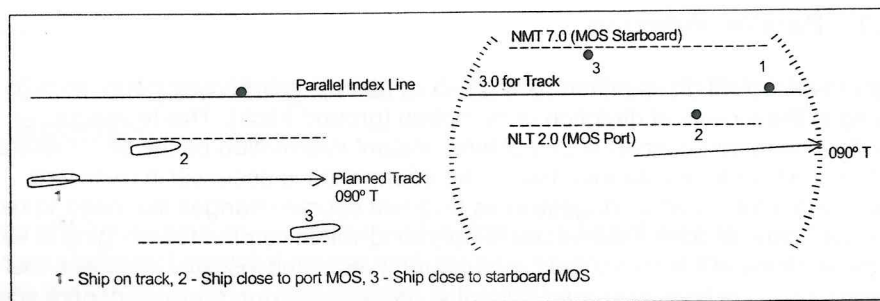 NMT 7.0 (MOS Starboard)
3
1
Parallel Index Line
3.0 for Track
2
NLT 2.0 (MOS Port)
2
090º T
Planned Track
1
090º T
3
1 - Ship on track, 2 - Ship close to port MOS, 3 - Ship close to starboard MOS